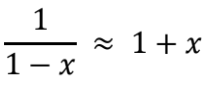 1/(1 − x) ≈ 1 + x